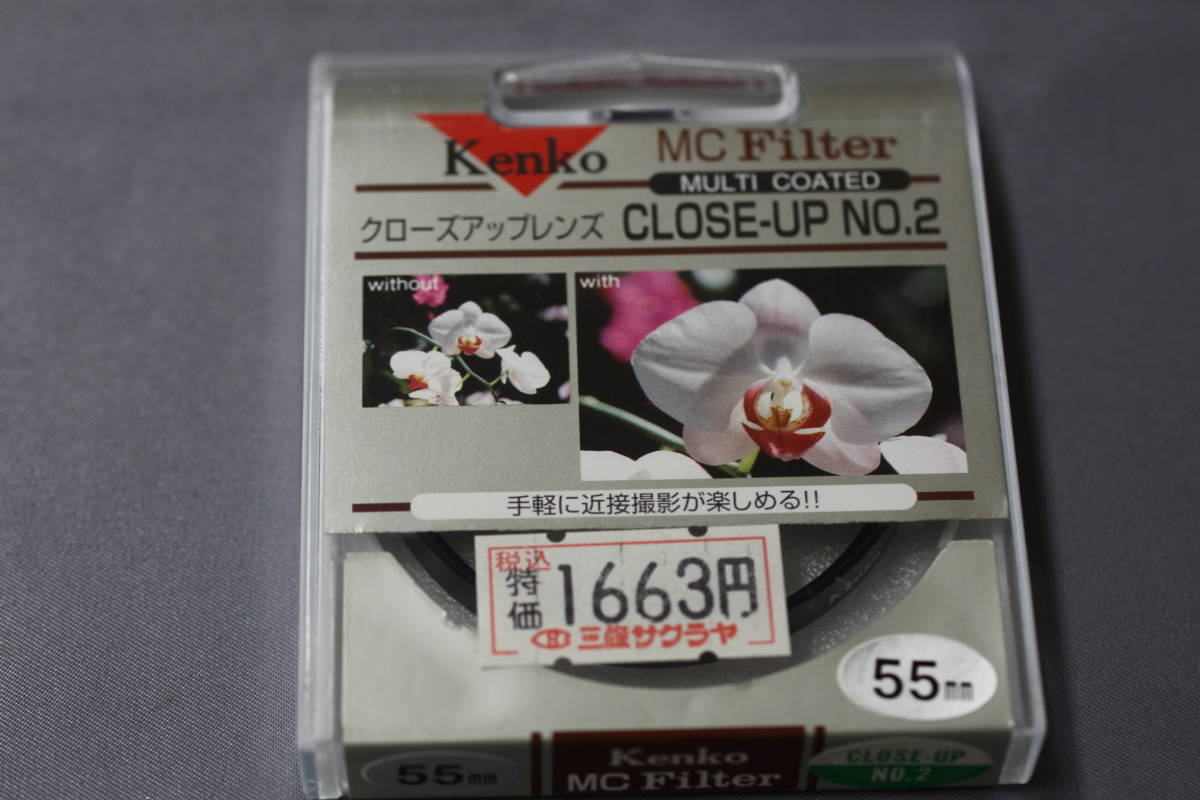 Kenko
MC Filter
MULTI COATED
クローズアップレンズ CLOSE-UP NO.2
without
with
手軽に近接撮影が楽しめる!!
税込
特価 1663円
サクラヤ
55mm
55mm
Kenko
MC Filter
CLOSE-UP
NO.2